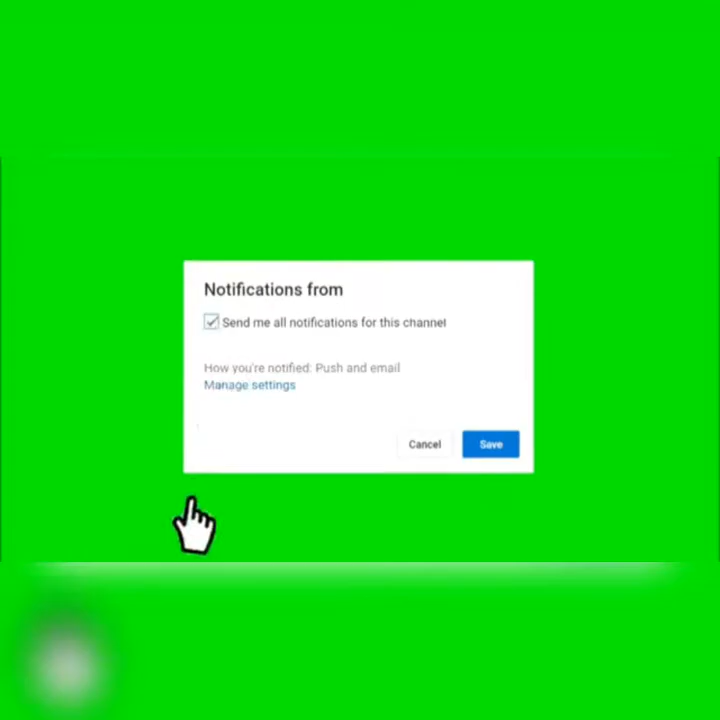 Notifications from
Send me all notifications for this channel
How you're notified: Push and email
Manage settings
Cancel
Save